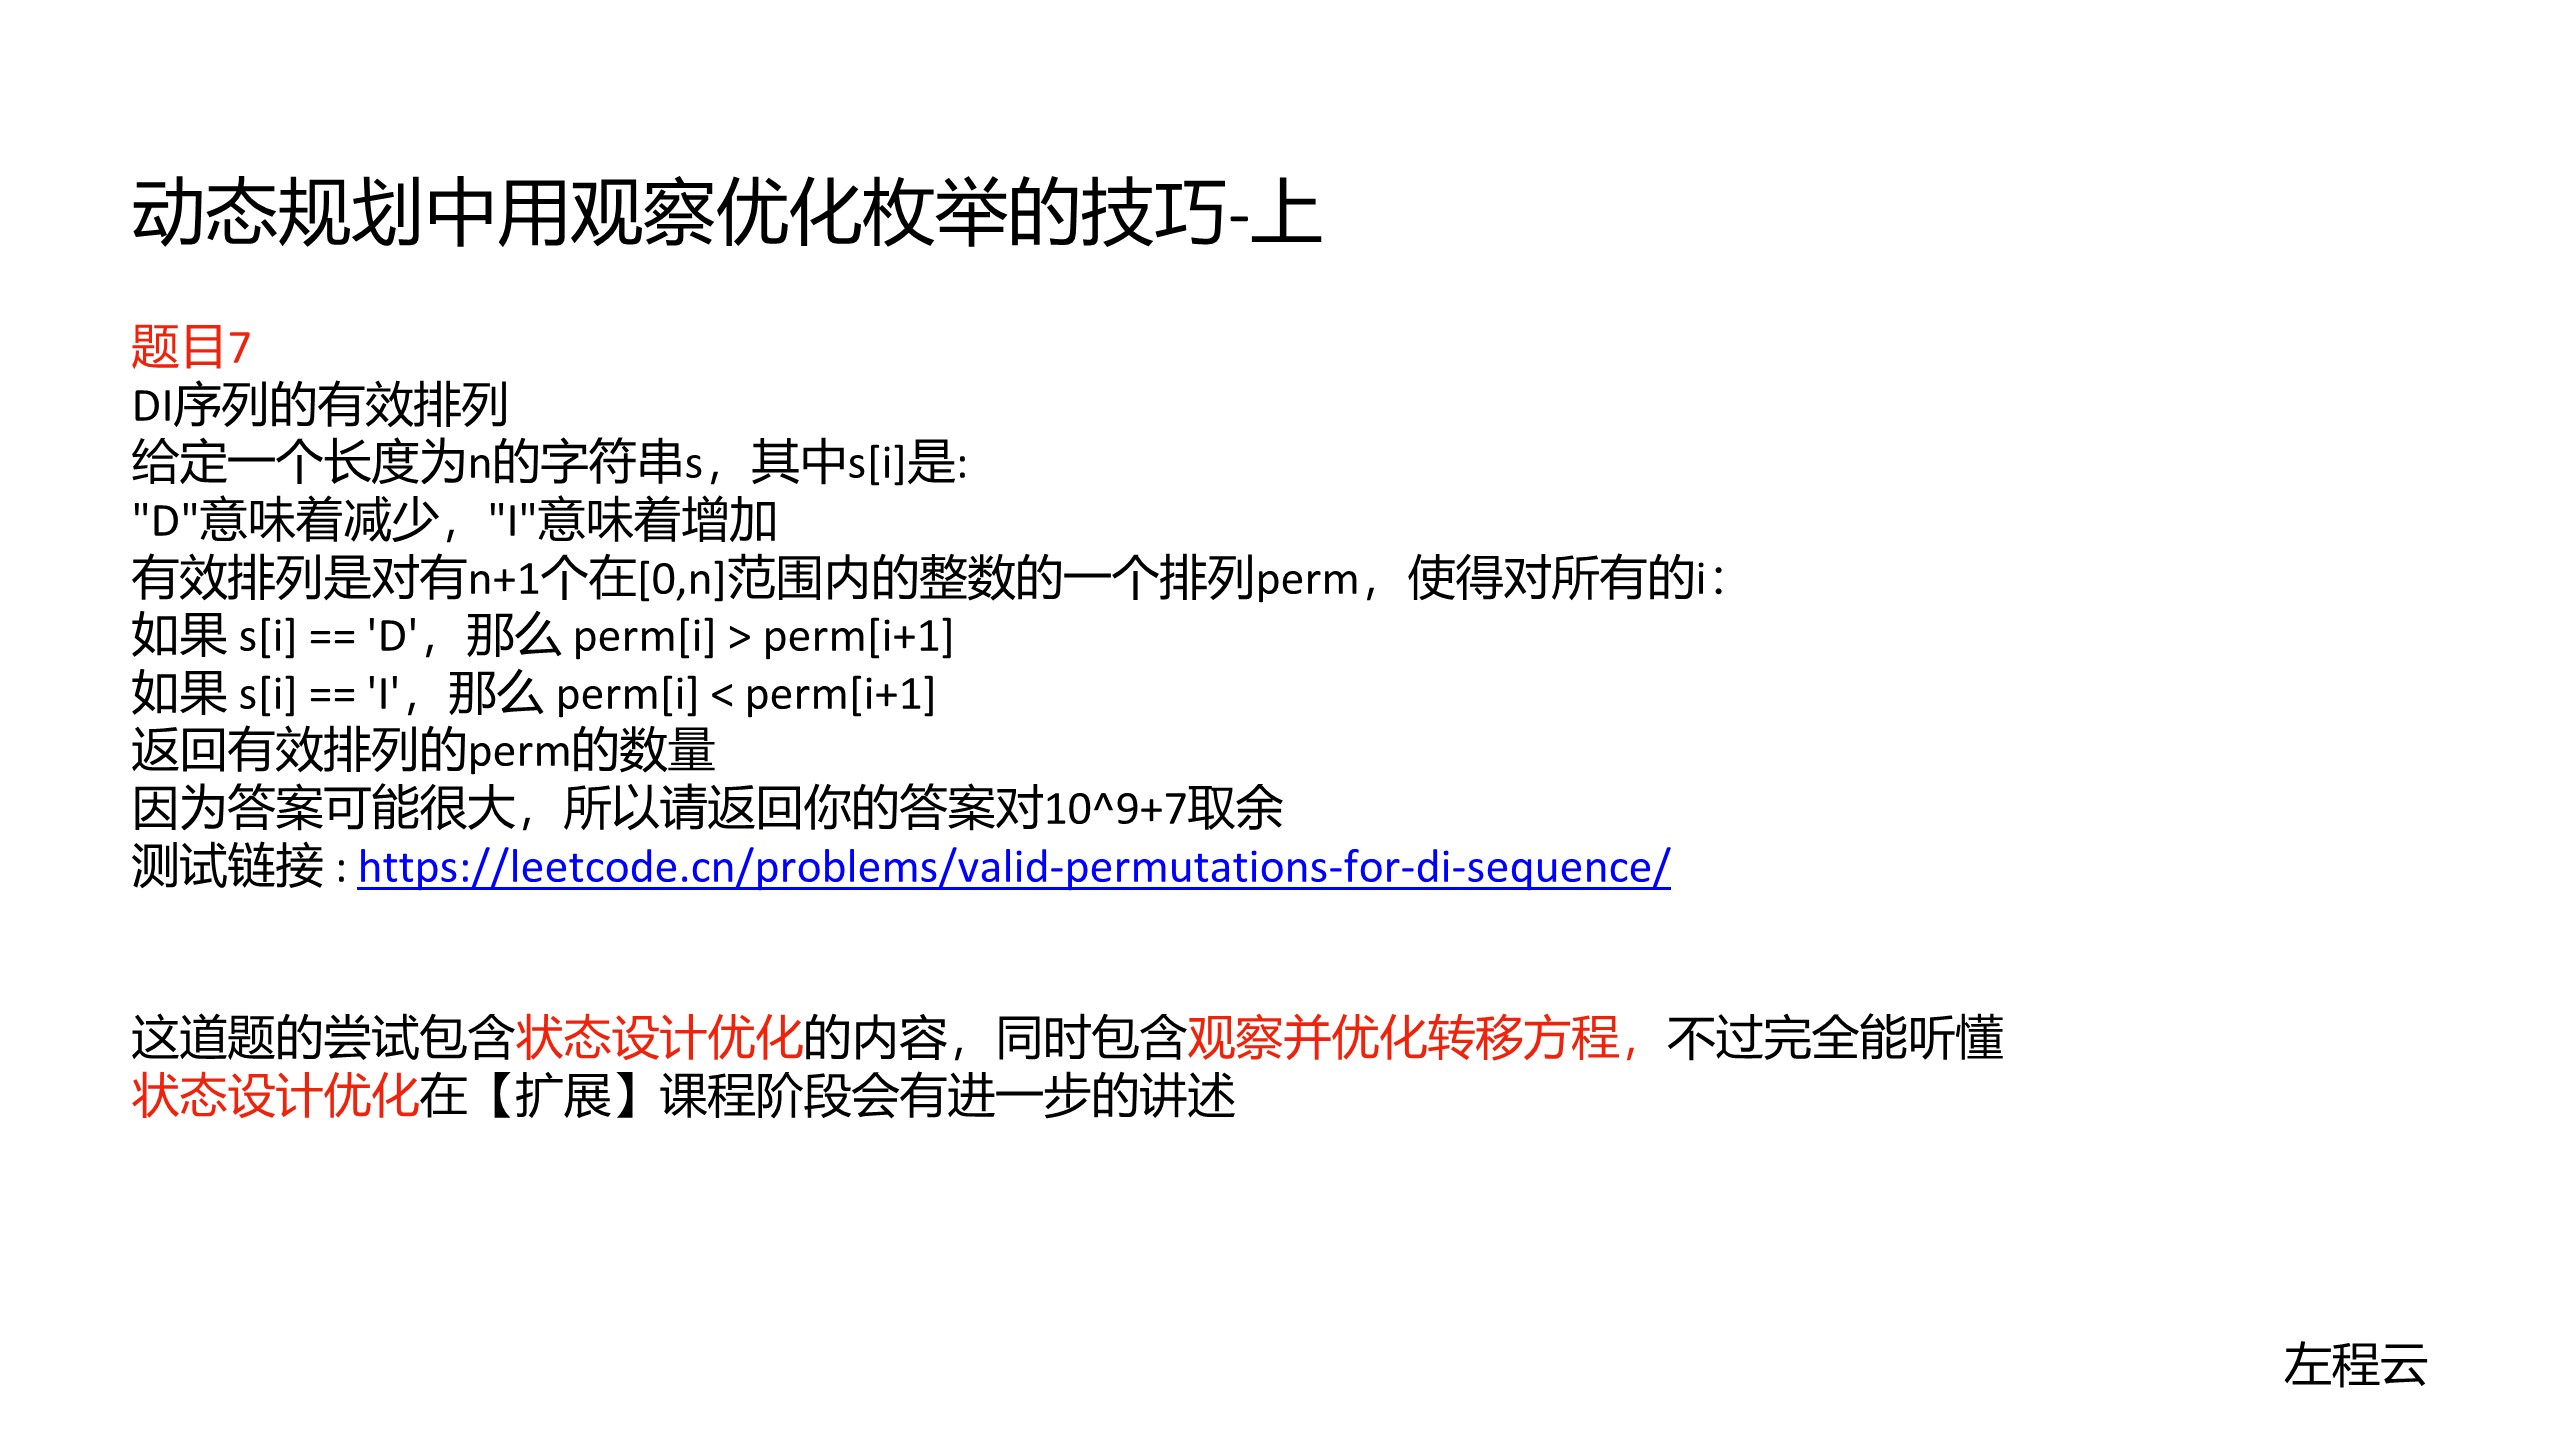 动态规划中用观察优化枚举的技巧-上
题目7
DI序列的有效排列
给定一个长度为n的字符串s，其中s[i]是:
"D"意味着减少，"I"意味着增加
有效排列是对有n+1个在[0,n]范围内的整数的一个排列perm，使得对所有的i：
如果 s[i] == 'D'，那么 perm[i] > perm[i+1]
如果 s[i] == 'I'，那么 perm[i] < perm[i+1]
返回有效排列的perm的数量
因为答案可能很大，所以请返回你的答案对10^9+7取余
测试链接 : https://leetcode.cn/problems/valid-permutations-for-di-sequence/
这道题的尝试包含状态设计优化的内容，同时包含观察并优化转移方程，不过完全能听懂
状态设计优化在【扩展】课程阶段会有进一步的讲述
左程云